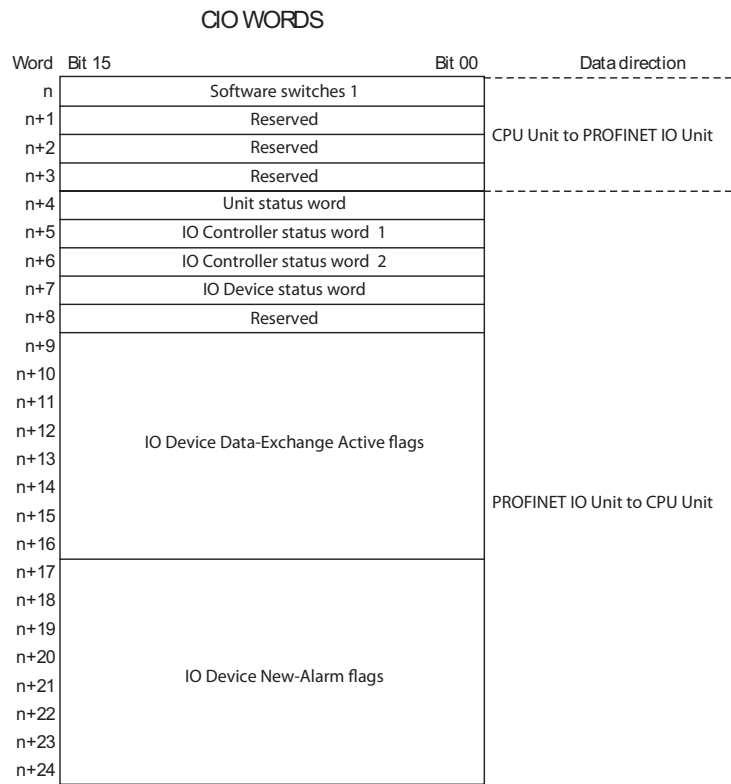 CIO WORDS
Word Bit 15 Bit 00 Data direction
n Software switches 1
n+1 Reserved
CPU Unit to PROFINET IO Unit
n+2 Reserved
n+3 Reserved
n+4 Unit status word
n+5 IO Controller status word 1
n+6 IO Controller status word 2
n+7 IO Device status word
n+8 Reserved
n+9
n+10
n+11
n+12
IO Device Data-Exchange Active flags
n+13
n+14
n+15
PROFINET IO Unit to CPU Unit
n+16
n+17
n+18
n+19
n+20
IO Device New-Alarm flags
n+21
n+22
n+23
n+24